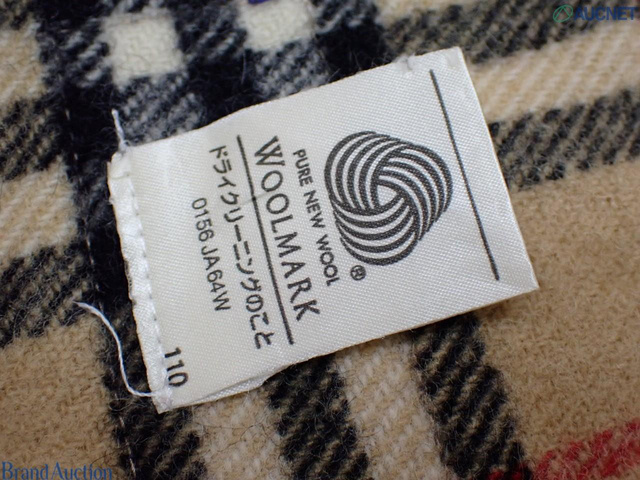 AUCNET
PURE NEW WOOL
®
WOOLMARK
ドライクリーニングのこと
0156 JA64W
110
Brand Auction